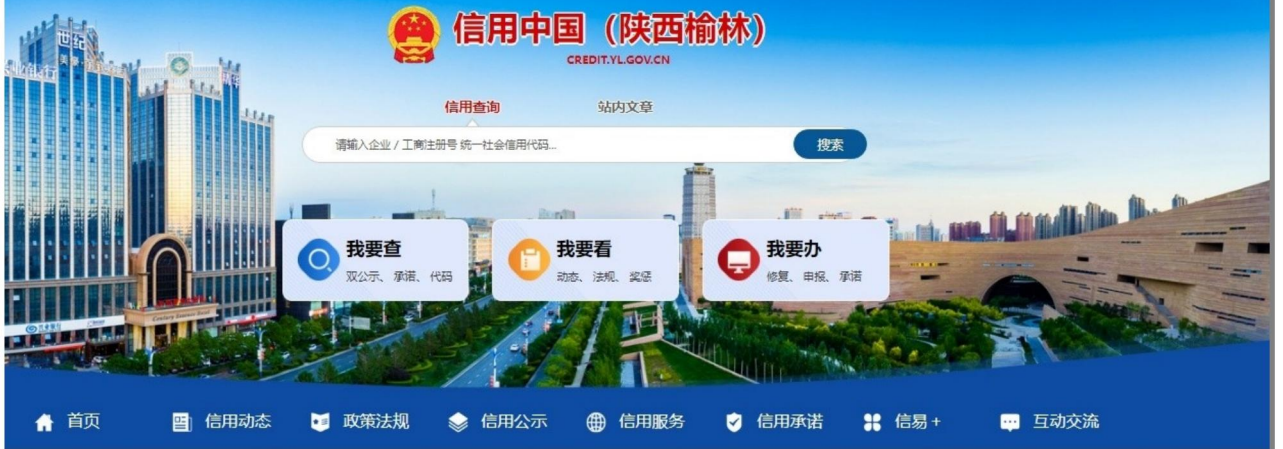 信用中国（陕西榆林）
CREDIT.YL.GOV.CN
信用查询 站内文章
请输入企业 / 工商注册号 统一社会信用代码...
搜索
世纪
我要查
双公示、承诺、代码
我要看
动态、法规、奖惩
我要办
修复、申报、承诺
首页 信用动态 政策法规 信用公示 信用服务 信用承诺 信易+ 互动交流